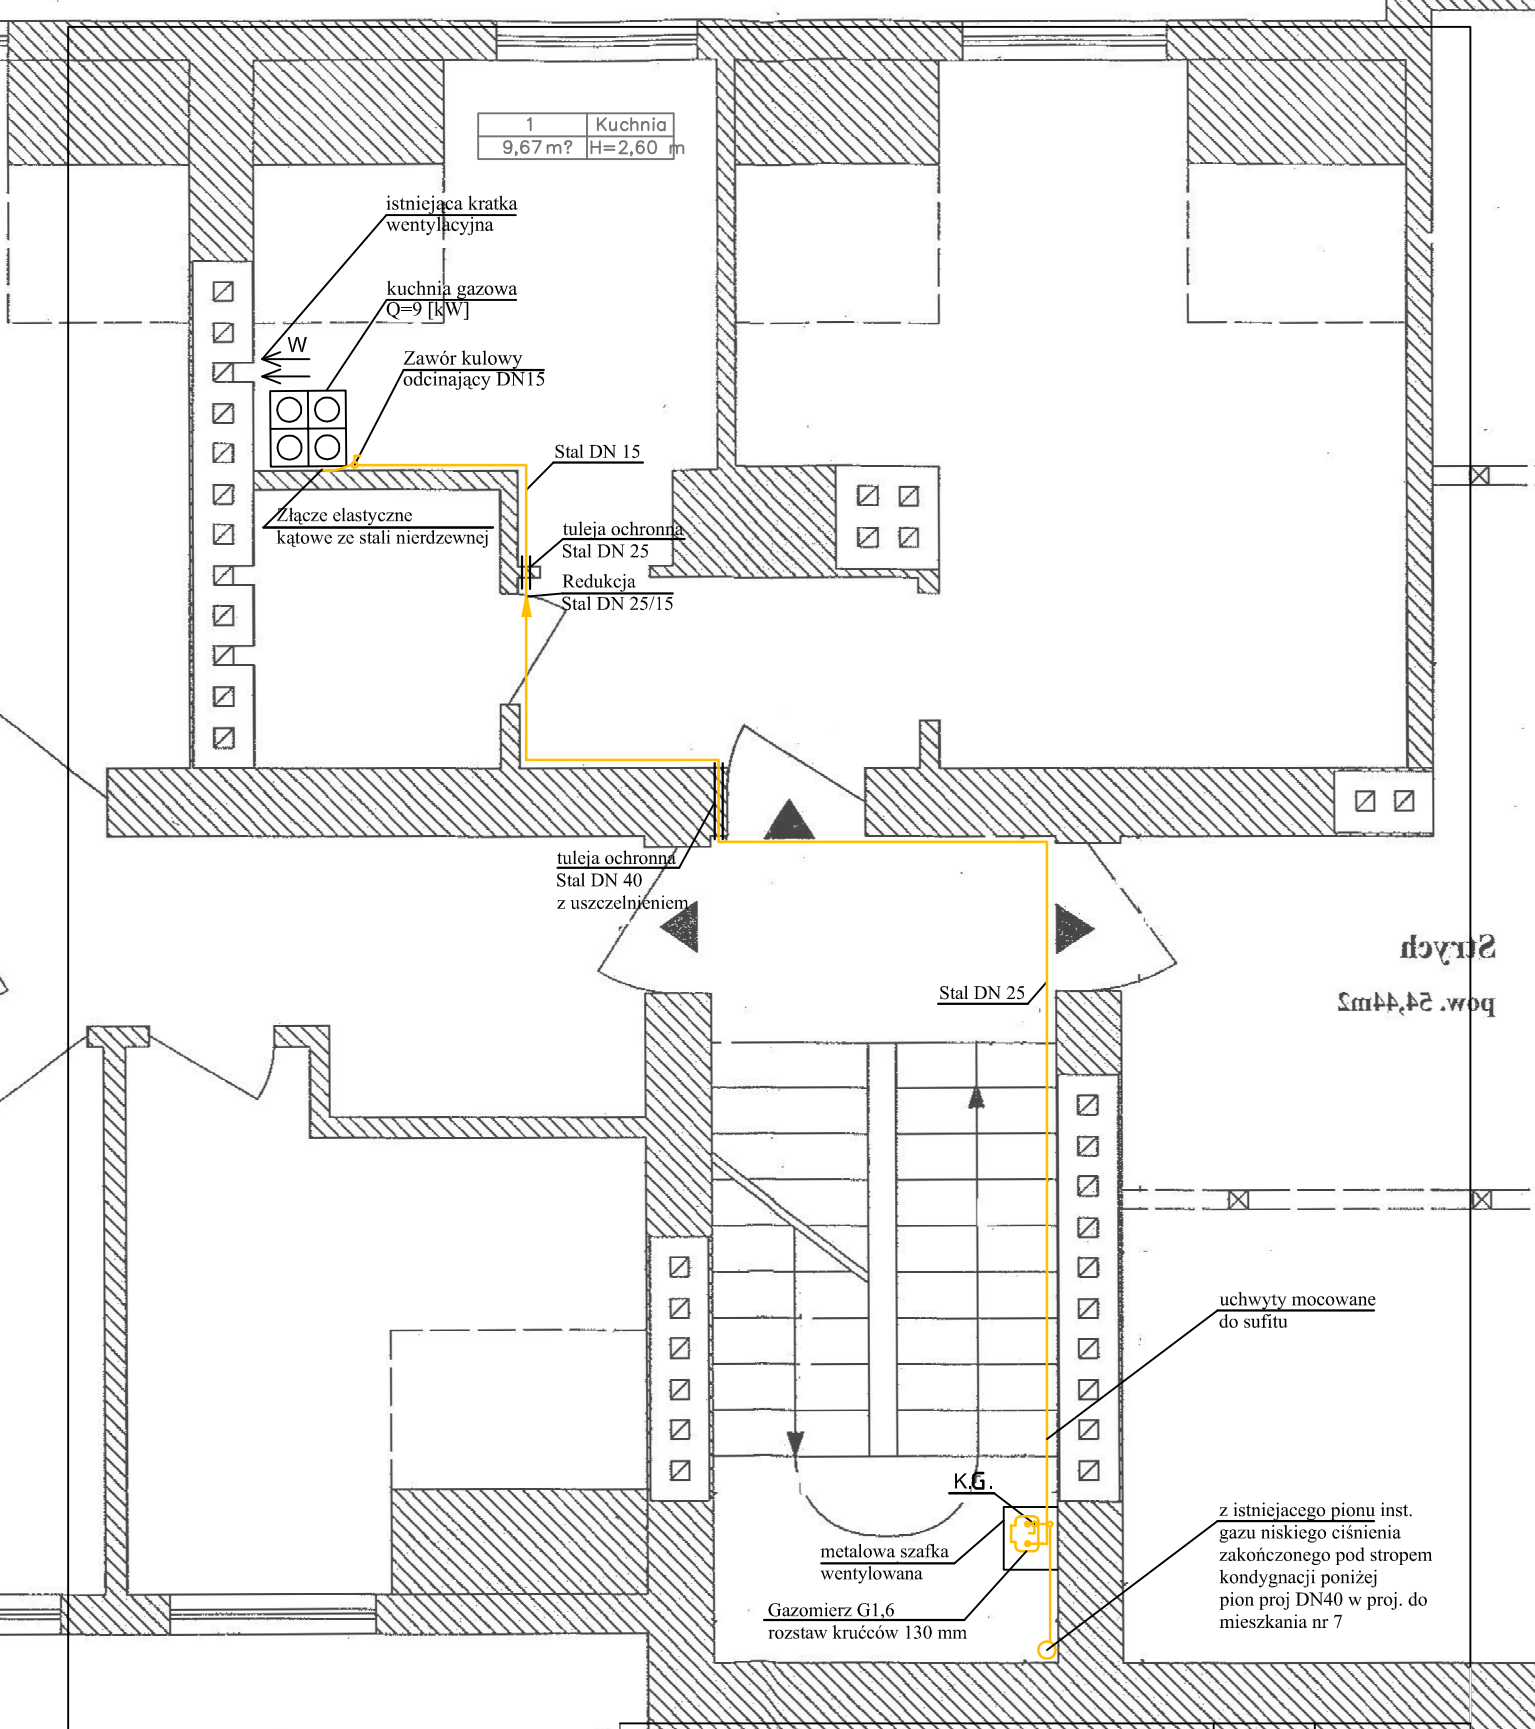 1 Kuchnia
9,67 m? H=2,60 m
istniejąca kratka
wentylacyjna
kuchnia gazowa
Q=9 [kW]
W
Zawór kulowy
odcinający DN15
Stal DN 15
Złącze elastyczne
kątowe ze stali nierdzewnej
tuleja ochronna
Stal DN 25
Redukcja
Stal DN 25/15
tuleja ochronna
Stal DN 40
z uszczelnieniem
Strych
pow. 54,44m2
Stal DN 25
uchwyty mocowane
do sufitu
K.G.
metalowa szafka
wentylowana
Gazomierz G1,6
rozstaw króćców 130 mm
z istniejacego pionu inst.
gazu niskiego ciśnienia
zakończonego pod stropem
kondygnacji poniżej
pion proj DN40 w proj. do
mieszkania nr 7